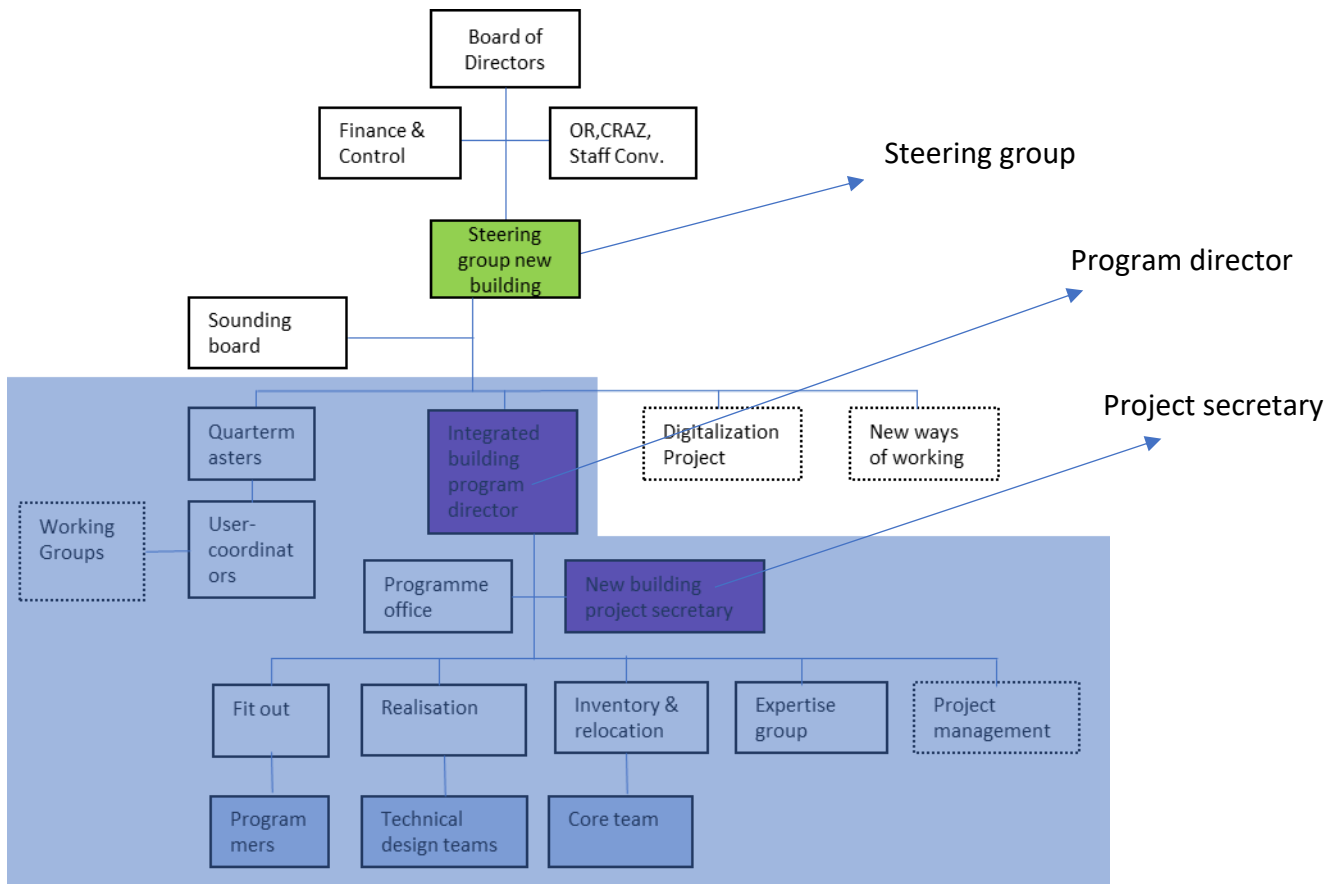 Board of
Directors
Finance &
Control
OR,CRAZ,
Staff Conv.
Steering group
Steering
group new
building
Program director
Sounding
board
Project secretary
Quarterm
asters
Integrated
building
program
director
Digitalization
Project
New ways
of working
Working
Groups
User-
coordinat
ors
Programme
office
New building
project secretary
Fit out
Realisation
Inventory &
relocation
Expertise
group
Project
management
Program
mers
Technical
design teams
Core team